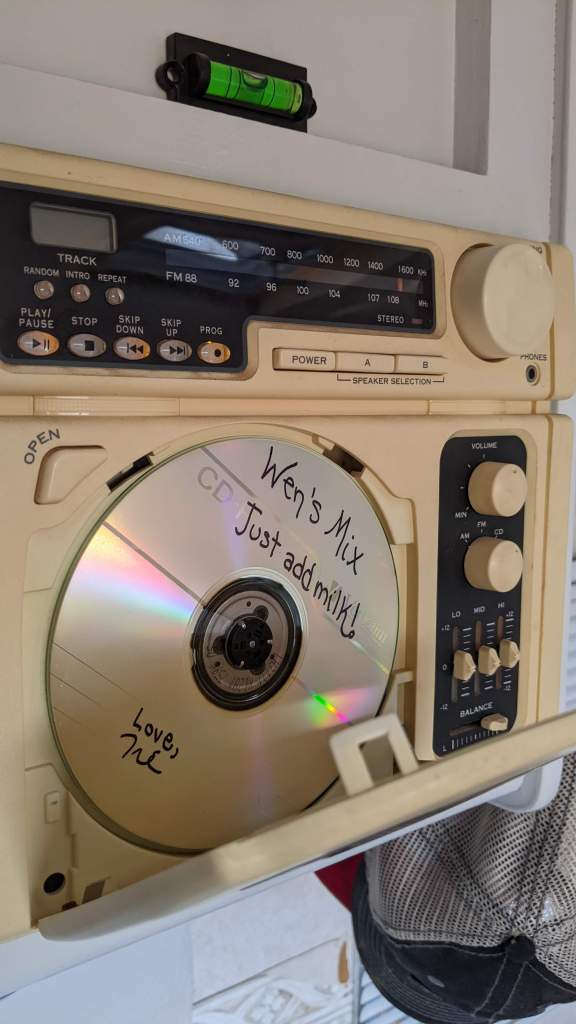 AM 540 600 700 800 1000 1200 1400 1600 KHz
FM 88 92 96 100 104 107 108 MHz
STEREO
TRACK
RANDOM INTRO REPEAT
PLAY/PAUSE STOP SKIP DOWN SKIP UP PROG
POWER A B
SPEAKER SELECTION
PHONES
OPEN
CD
Wen's Mix
Just add milk!
Love,
Tré
VOLUME
MIN
AM FM CD
LO MID HI
+12 +12
0
-12 -12
BALANCE
L